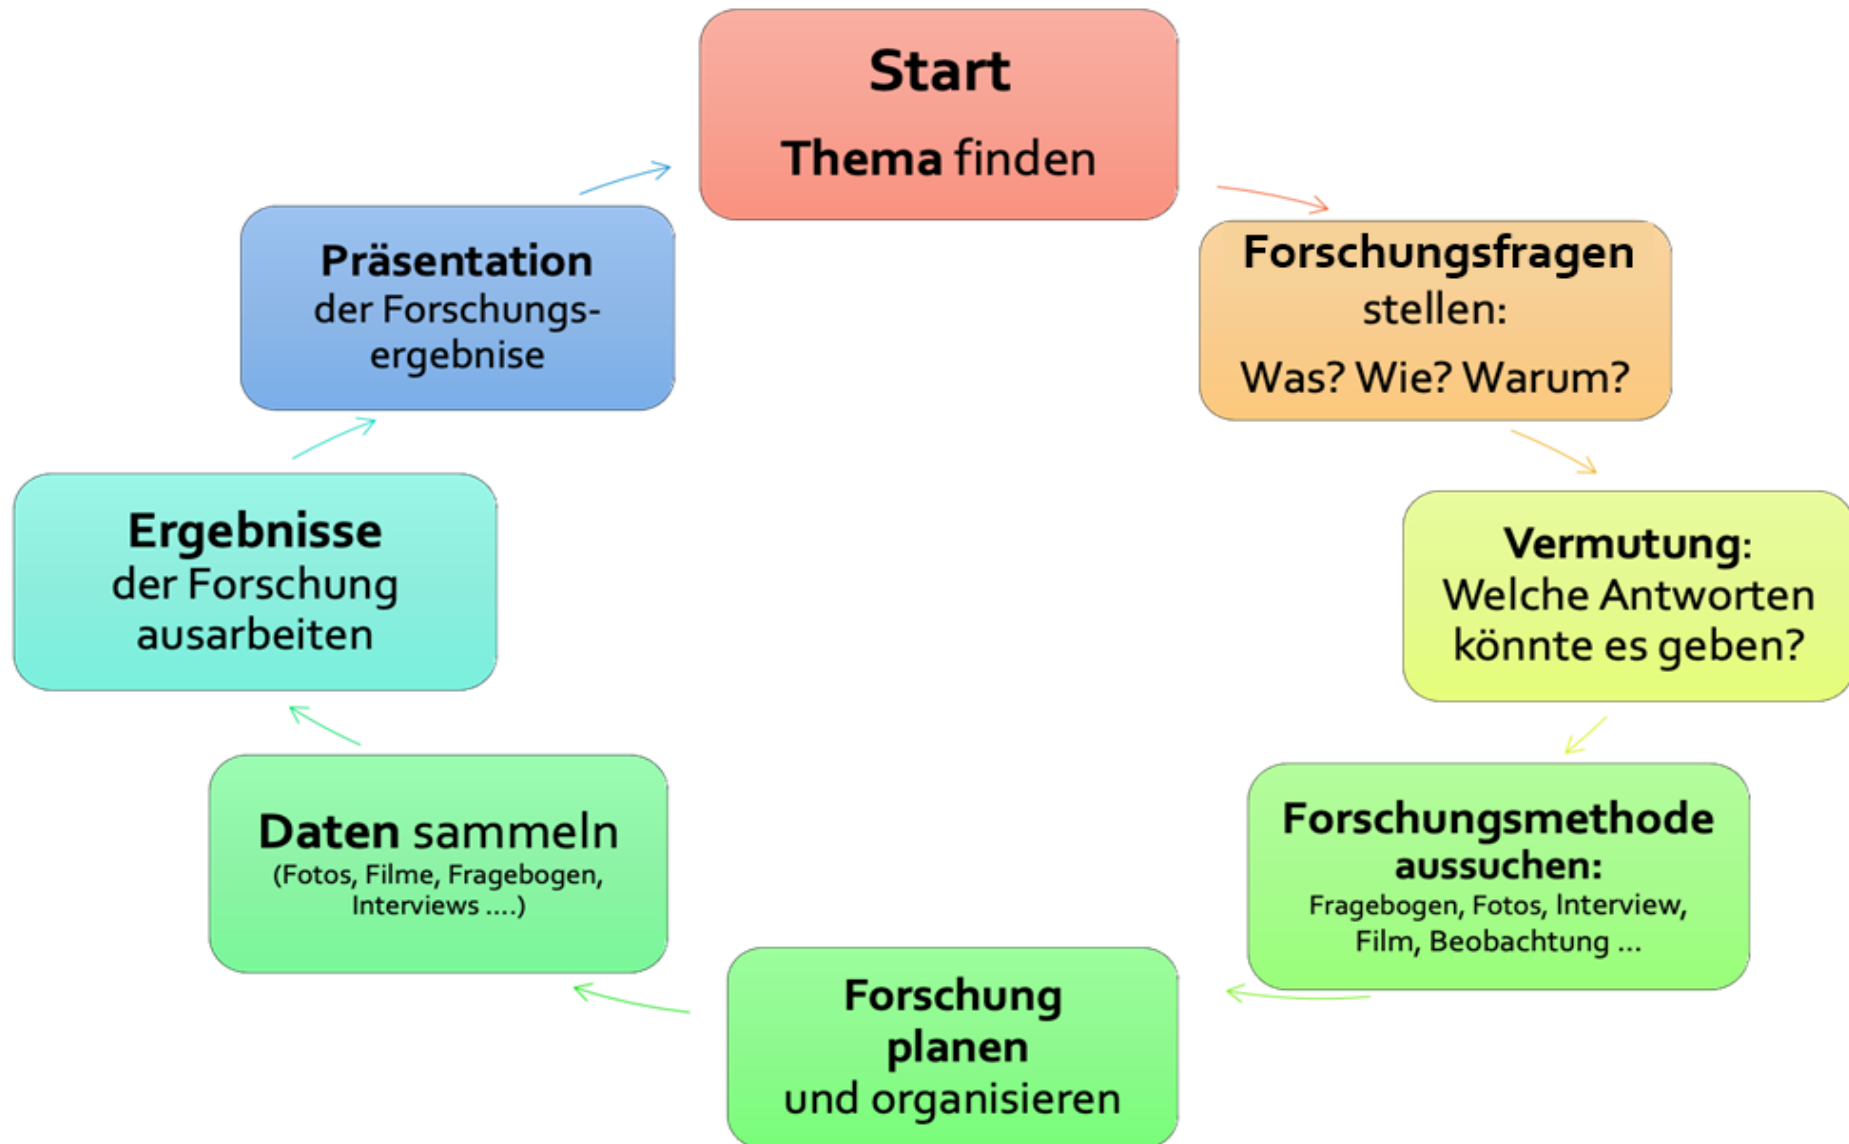 Start
Thema finden
Forschungsfragen
stellen:
Was? Wie? Warum?
Vermutung:
Welche Antworten
könnte es geben?
Forschungsmethode
aussuchen:
Fragebogen, Fotos, Interview,
Film, Beobachtung ...
Forschung
planen
und organisieren
Daten sammeln
(Fotos, Filme, Fragebogen,
Interviews ....)
Ergebnisse
der Forschung
ausarbeiten
Präsentation
der Forschungs-
ergebnise